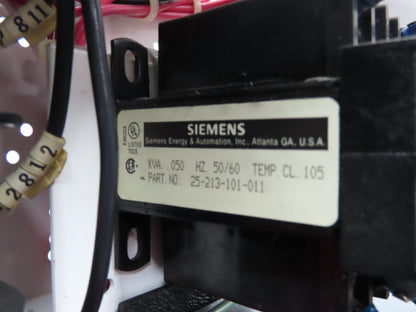 SIEMENS
Siemens Energy & Automation, Inc., Atlanta GA, U.S.A.
UL
LISTED
KVA .050 HZ. 50/60 TEMP. CL. 105
PART. NO: 25-213-101-011
2812